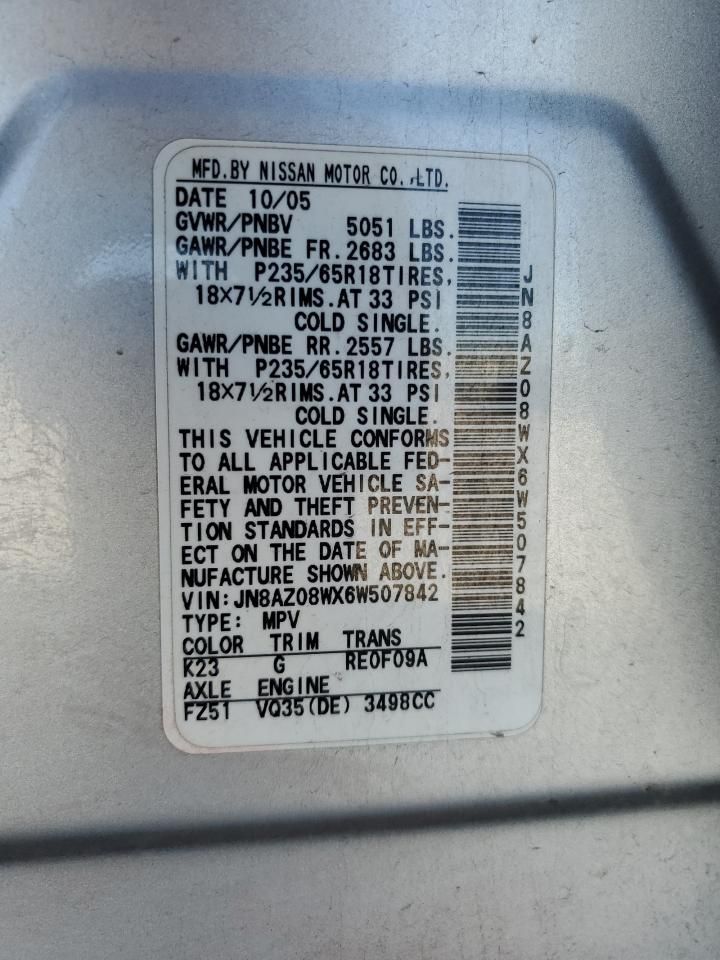 MFD.BY NISSAN MOTOR CO.,LTD.
DATE 10/05
GVWR/PNBV 5051 LBS.
GAWR/PNBE FR.2683 LBS.
WITH P235/65R18TIRES,
18X7½RIMS.AT 33 PSI
COLD SINGLE.
GAWR/PNBE RR.2557 LBS.
WITH P235/65R18TIRES,
18X7½RIMS.AT 33 PSI
COLD SINGLE.
THIS VEHICLE CONFORMS
TO ALL APPLICABLE FED-
ERAL MOTOR VEHICLE SA-
FETY AND THEFT PREVEN-
TION STANDARDS IN EFF-
ECT ON THE DATE OF MA-
NUFACTURE SHOWN ABOVE.
VIN:JN8AZ08WX6W507842
TYPE: MPV
COLOR TRIM TRANS
K23 G RE0F09A
AXLE ENGINE
FZ51 VQ35(DE) 3498CC
JN8AZ08WX6W507842